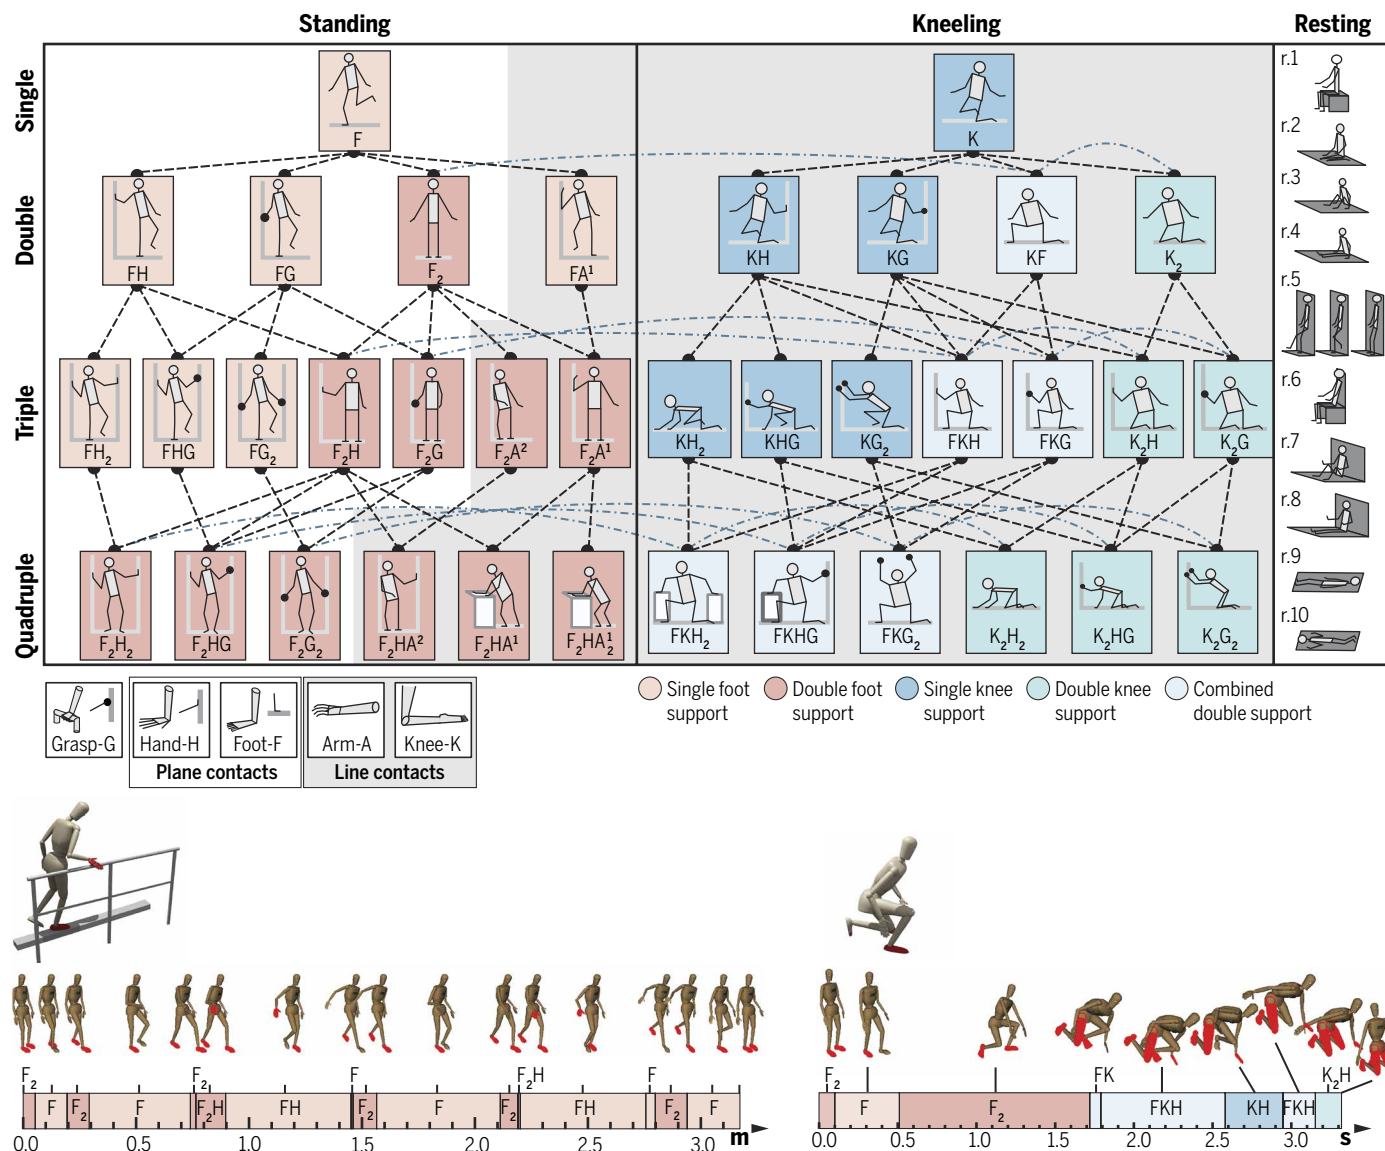 Standing Kneeling Resting
Single
F K
r.1
r.2
Double
FH FG F₂ FA¹ KH KG KF K₂
r.3
r.4
r.5
Triple
FH₂ FHG FG₂ F₂H F₂G F₂A² F₂A¹ KH₂ KHG KG₂ FKH FKG K₂H K₂G
r.6
r.7
r.8
Quadruple
F₂H₂ F₂HG F₂G₂ F₂HA² F₂HA¹ F₂HA¹₂ FKH₂ FKHG FKG₂ K₂H₂ K₂HG K₂G₂
r.9
r.10
Grasp-G Hand-H Foot-F Arm-A Knee-K
Plane contacts Line contacts
Single foot support
Double foot support
Single knee support
Double knee support
Combined double support
F₂ F₂ F F₂H F
F F₂ F F₂H FH F₂ F F₂ FH F₂ F
0.0 0.5 1.0 1.5 2.0 2.5 3.0 m
F₂ FK K₂H
F F₂ FKH KH FKH
0.0 0.5 1.0 1.5 2.0 2.5 3.0 s